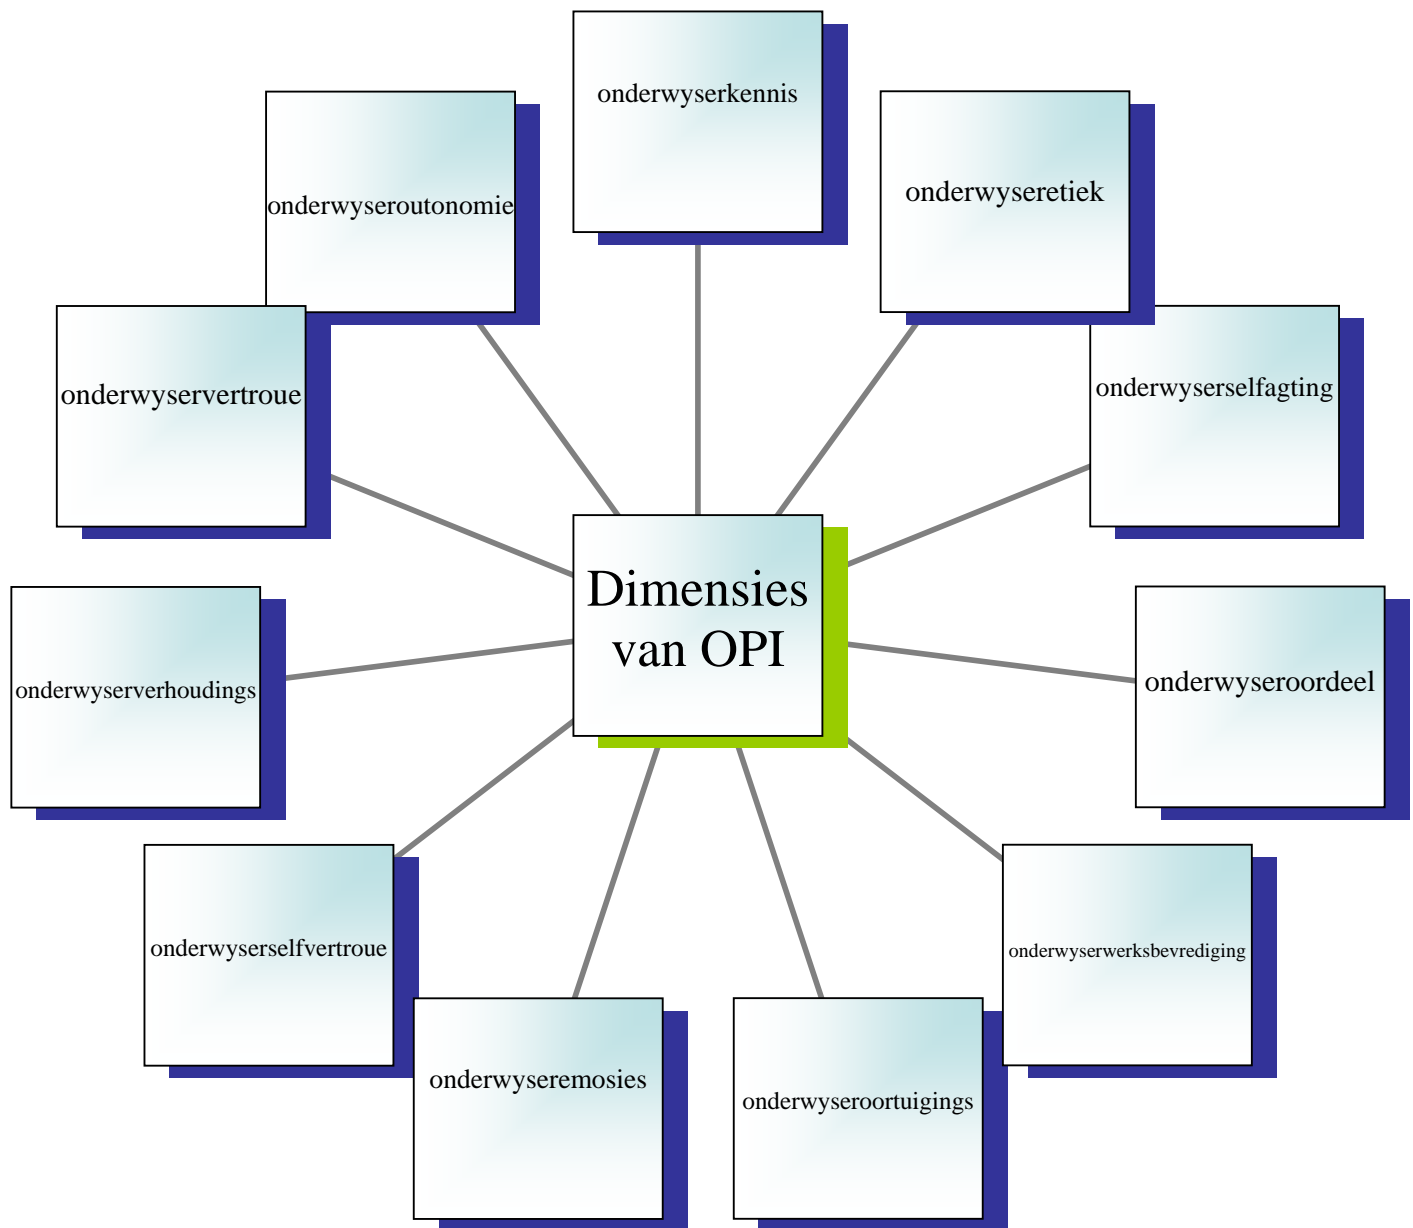 onderwyserkennis
onderwyseretiek
onderwyseroutonomie
onderwyserselfagting
onderwyservertroue
Dimensies
van OPI
onderwyseroordeel
onderwyserverhoudings
onderwyserselfvertroue
onderwyserwerksbevrediging
onderwyseremosies
onderwyseroortuigings